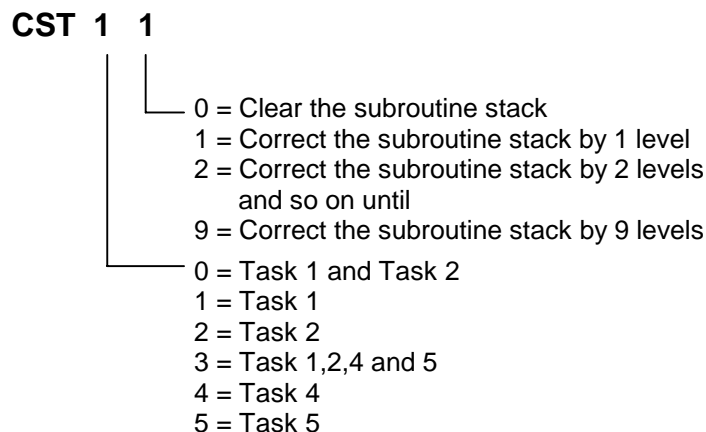 CST 1 1
0 = Clear the subroutine stack
1 = Correct the subroutine stack by 1 level
2 = Correct the subroutine stack by 2 levels
and so on until
9 = Correct the subroutine stack by 9 levels
0 = Task 1 and Task 2
1 = Task 1
2 = Task 2
3 = Task 1,2,4 and 5
4 = Task 4
5 = Task 5